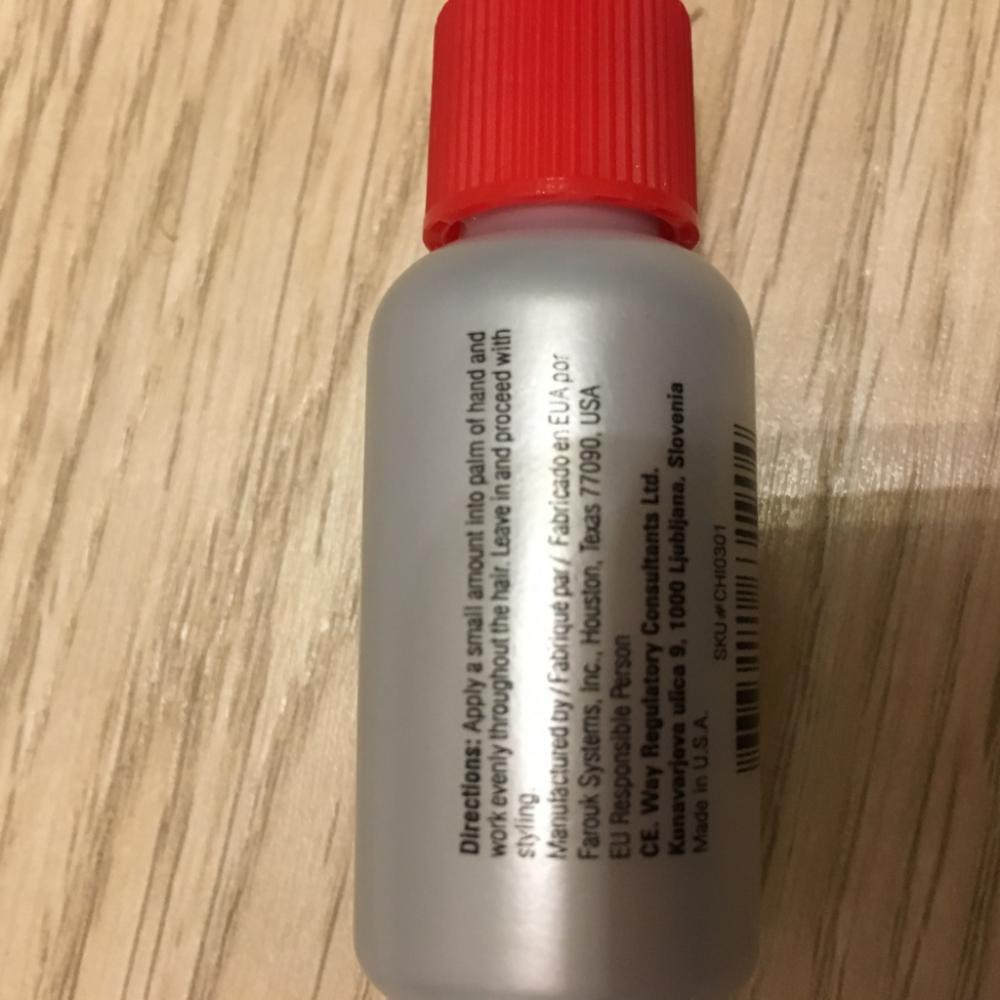 Directions: Apply a small amount into palm of hand and
work evenly throughout the hair. Leave in and proceed with
styling.
Manufactured by / Fabriqué par / Fabricado en EUA por
Farouk Systems, Inc., Houston, Texas 77090, USA
EU Responsible Person
CE. Way Regulatory Consultants Ltd.
Kunavarjeva ulica 9, 1000 Ljubljana, Slovenia
Made in U.S.A.
SKU # CHI0301